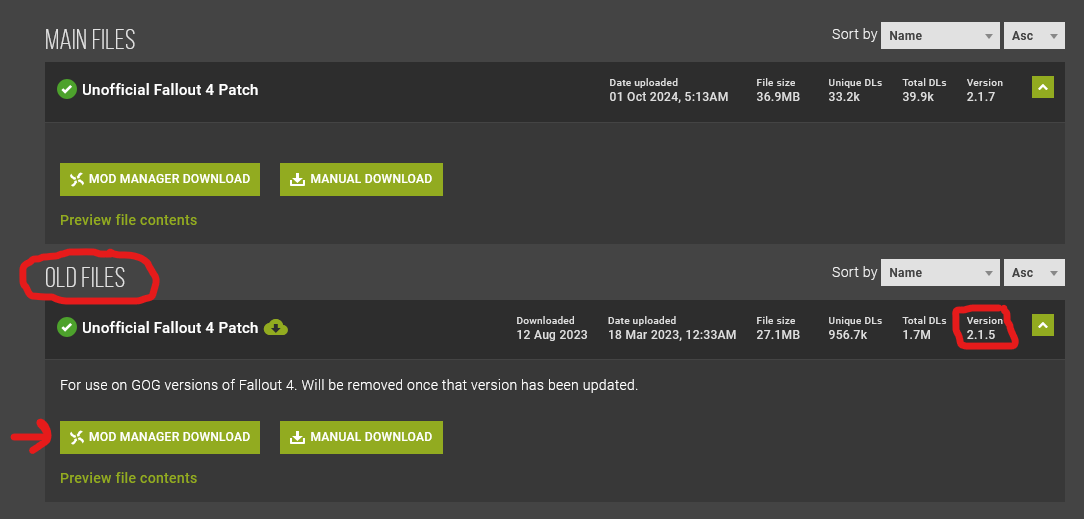 MAIN FILES
Sort by Name Asc
Unofficial Fallout 4 Patch
Date uploaded File size Unique DLs Total DLs Version
01 Oct 2024, 5:13AM 36.9MB 33.2k 39.9k 2.1.7
MOD MANAGER DOWNLOAD MANUAL DOWNLOAD
Preview file contents
OLD FILES
Sort by Name Asc
Unofficial Fallout 4 Patch
Downloaded Date uploaded File size Unique DLs Total DLs Version
12 Aug 2023 18 Mar 2023, 12:33AM 27.1MB 956.7k 1.7M 2.1.5
For use on GOG versions of Fallout 4. Will be removed once that version has been updated.
MOD MANAGER DOWNLOAD MANUAL DOWNLOAD
Preview file contents